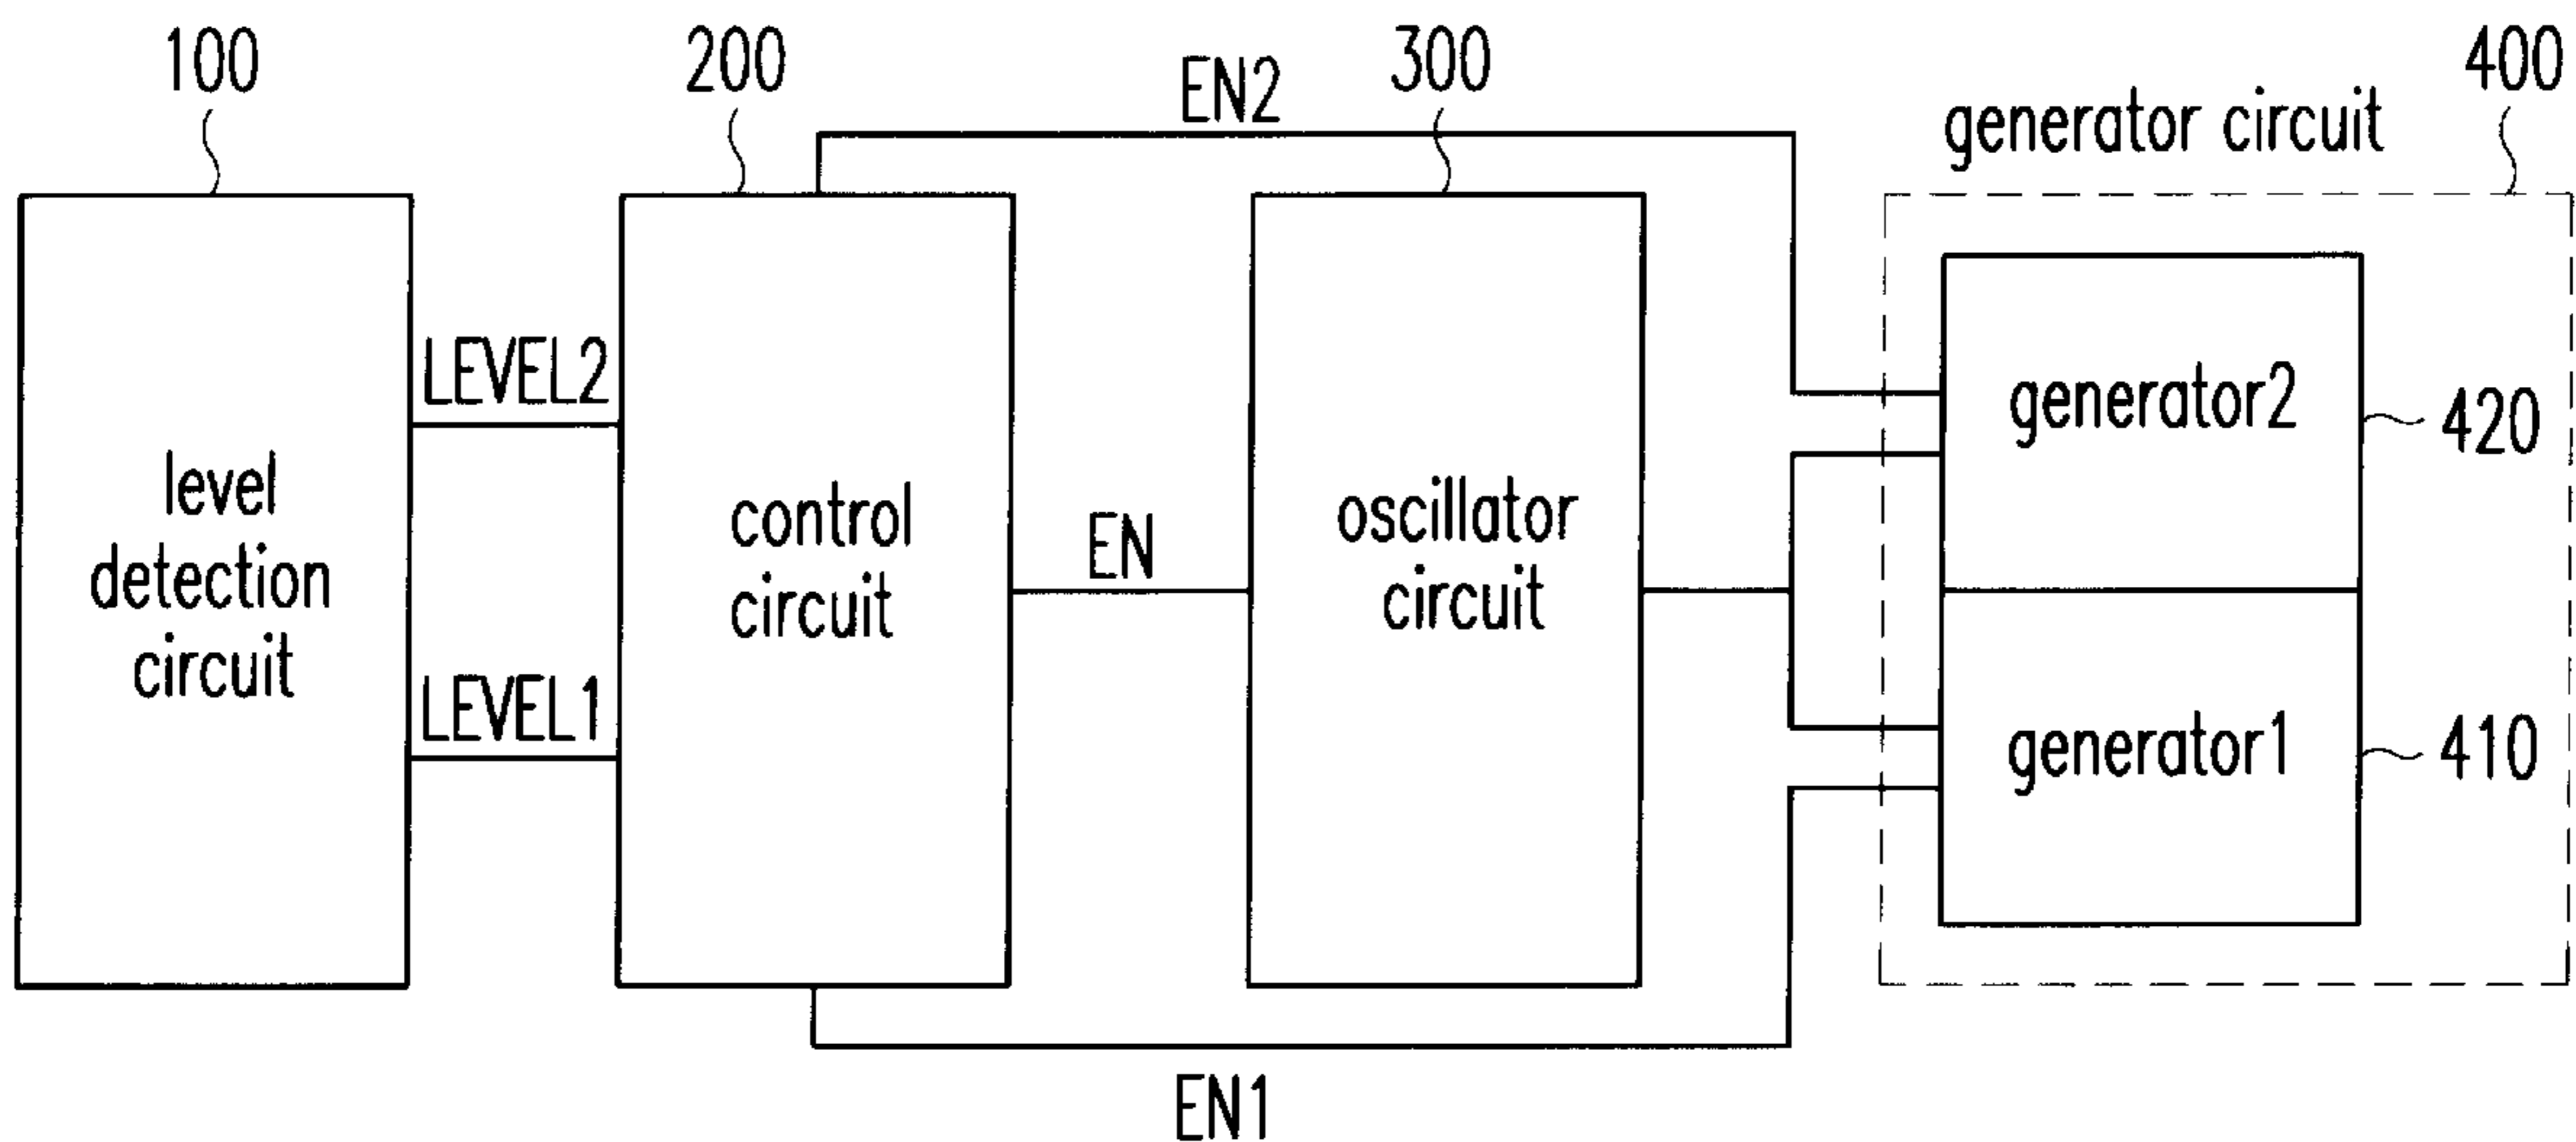 100
200
EN2
300
generator circuit
400
level
detection
circuit
LEVEL2
LEVEL1
control
circuit
EN
oscillator
circuit
generator2
420
generator1
410
EN1